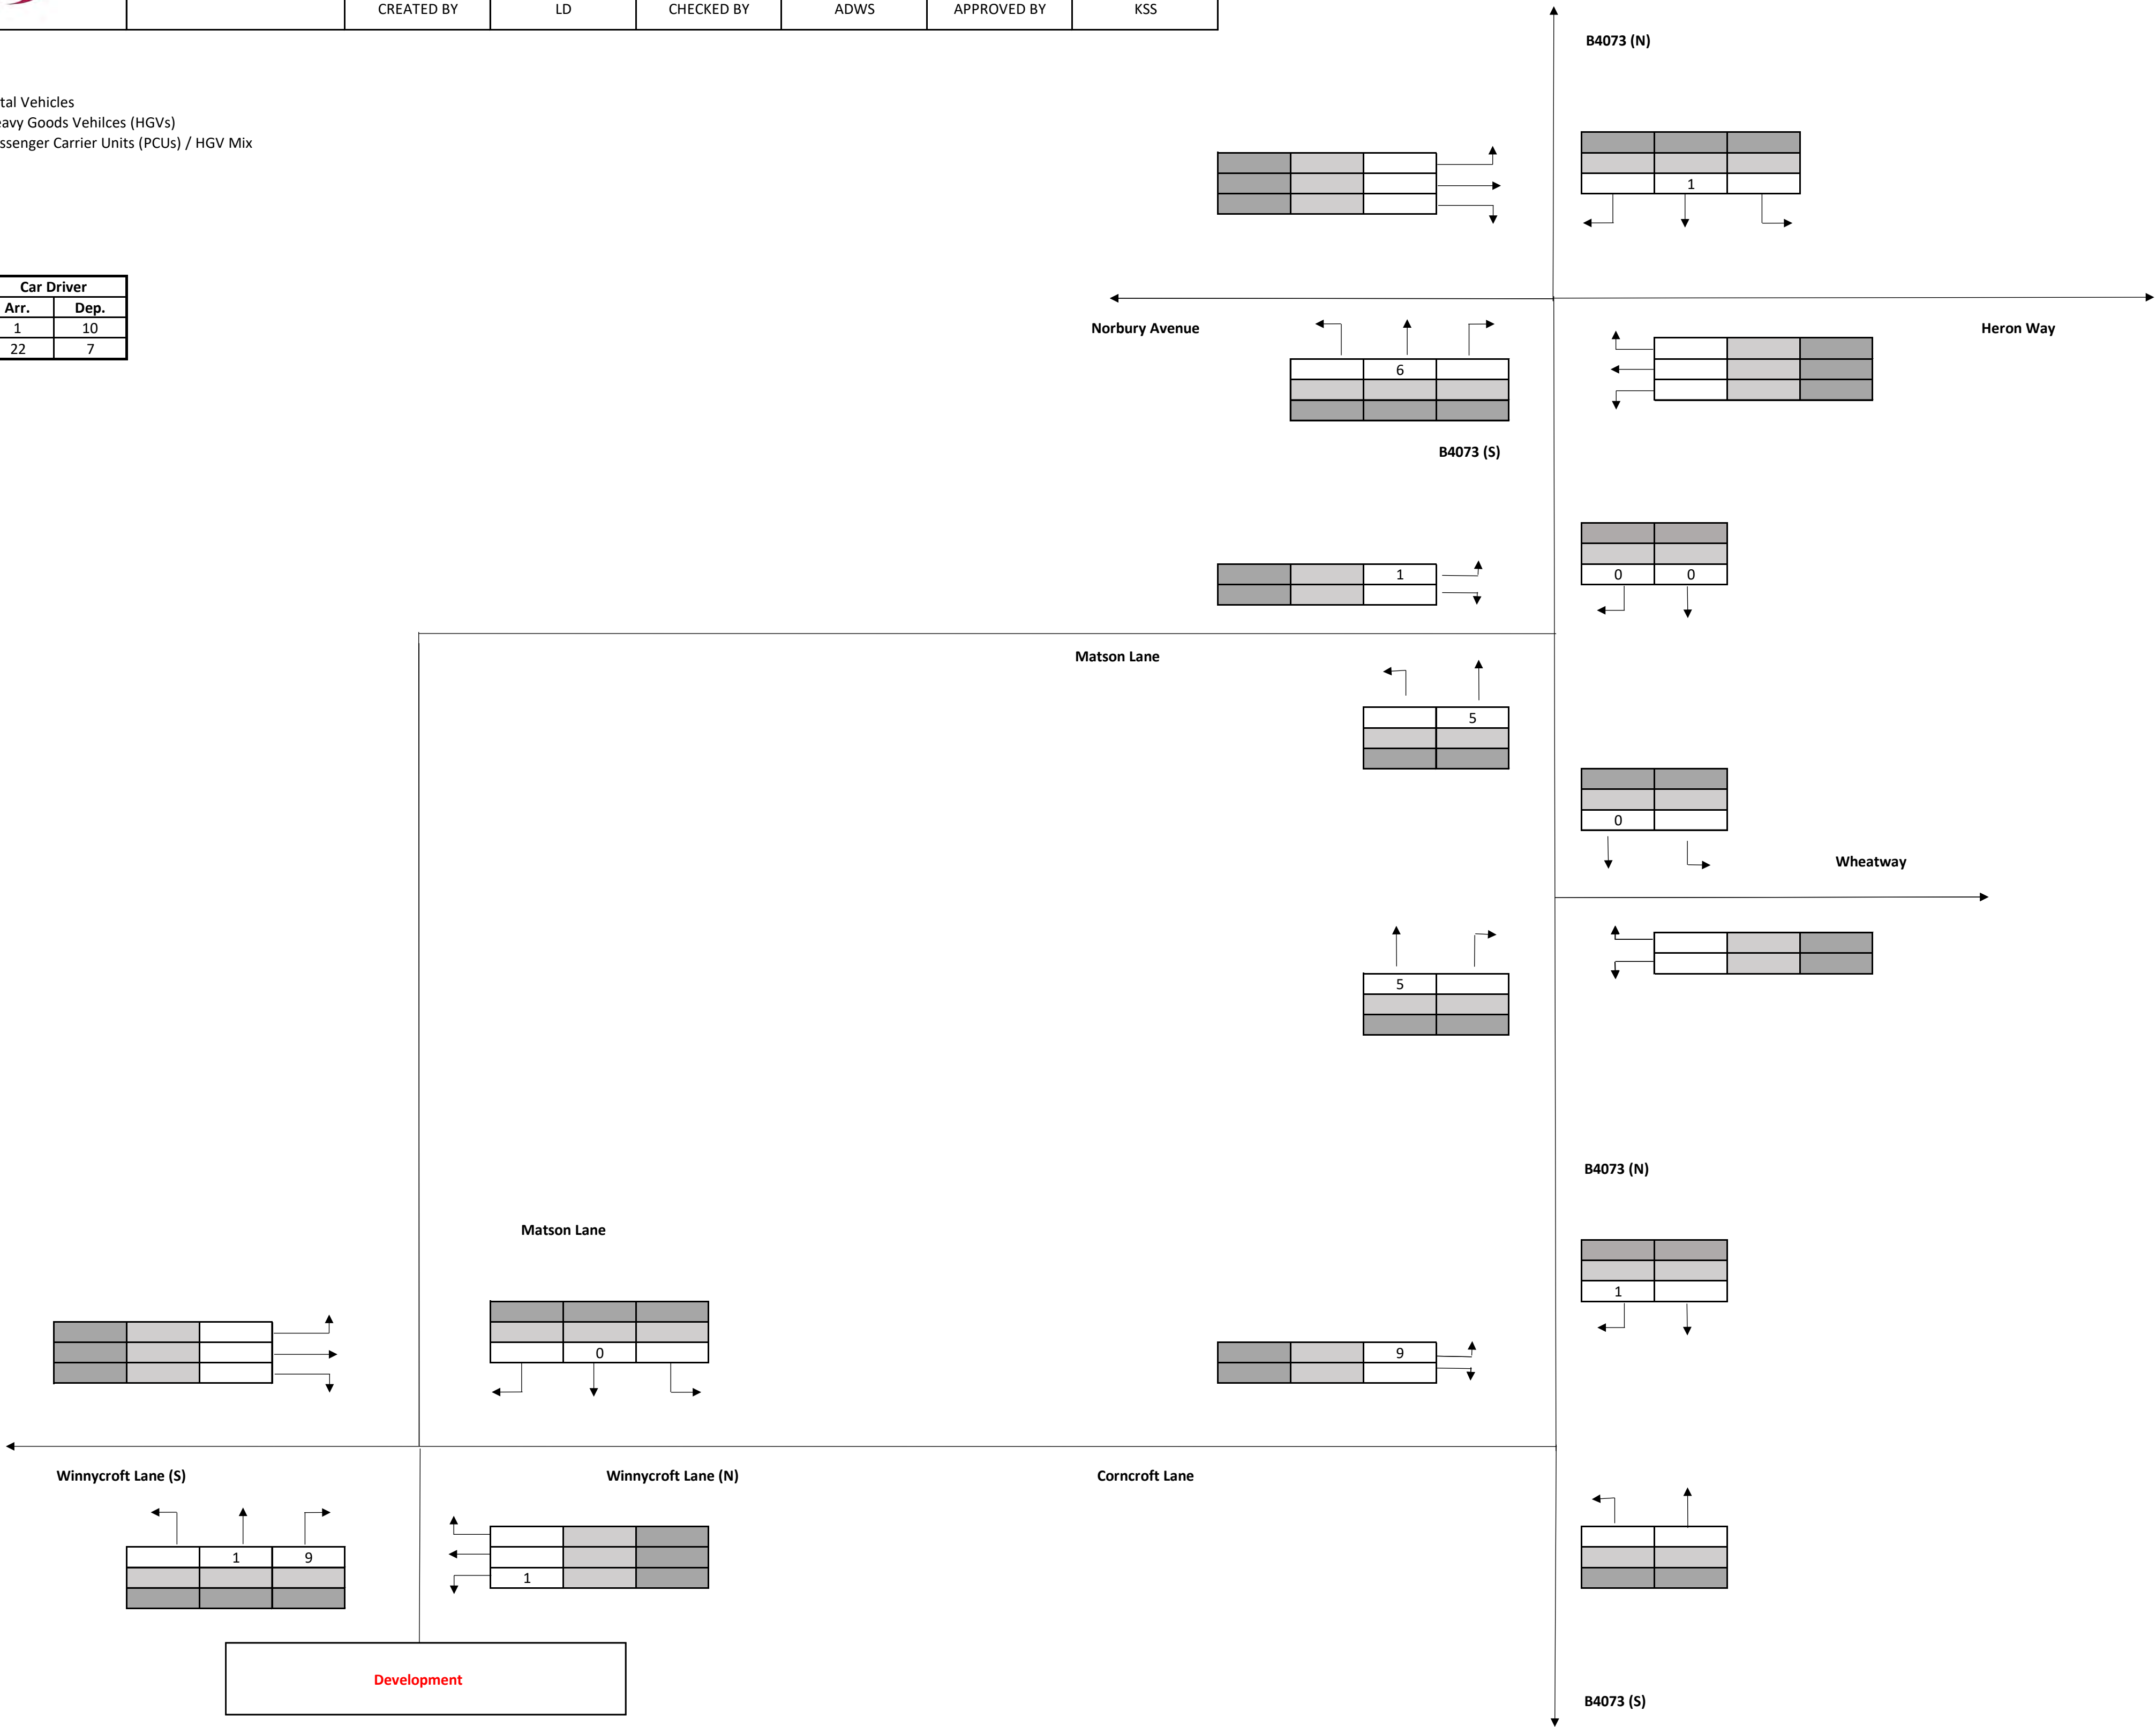 CREATED BY LD CHECKED BY ADWS APPROVED BY KSS
B4073 (N)
tal Vehicles
eavy Goods Vehilces (HGVs)
ssenger Carrier Units (PCUs) / HGV Mix
1
Car Driver
Arr. Dep.
1 10
22 7
Norbury Avenue
Heron Way
6
B4073 (S)
1
0 0
Matson Lane
5
0
Wheatway
5
B4073 (N)
Matson Lane
1
0
9
Winnycroft Lane (S)
Winnycroft Lane (N)
Corncroft Lane
1 9
1
Development
B4073 (S)